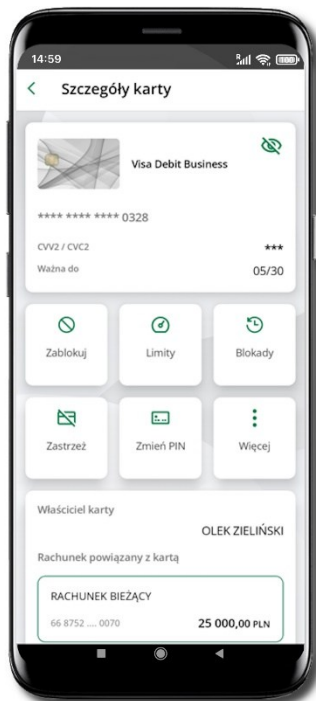 14:59
Szczegóły karty
Visa Debit Business
**** **** **** 0328
CVV2 / CVC2 ***
Ważna do 05/30
Zablokuj Limity Blokady
Zastrzeż Zmień PIN Więcej
Właściciel karty
OLEK ZIELIŃSKI
Rachunek powiązany z kartą
RACHUNEK BIEŻĄCY
66 8752 .... 0070 25 000,00 PLN